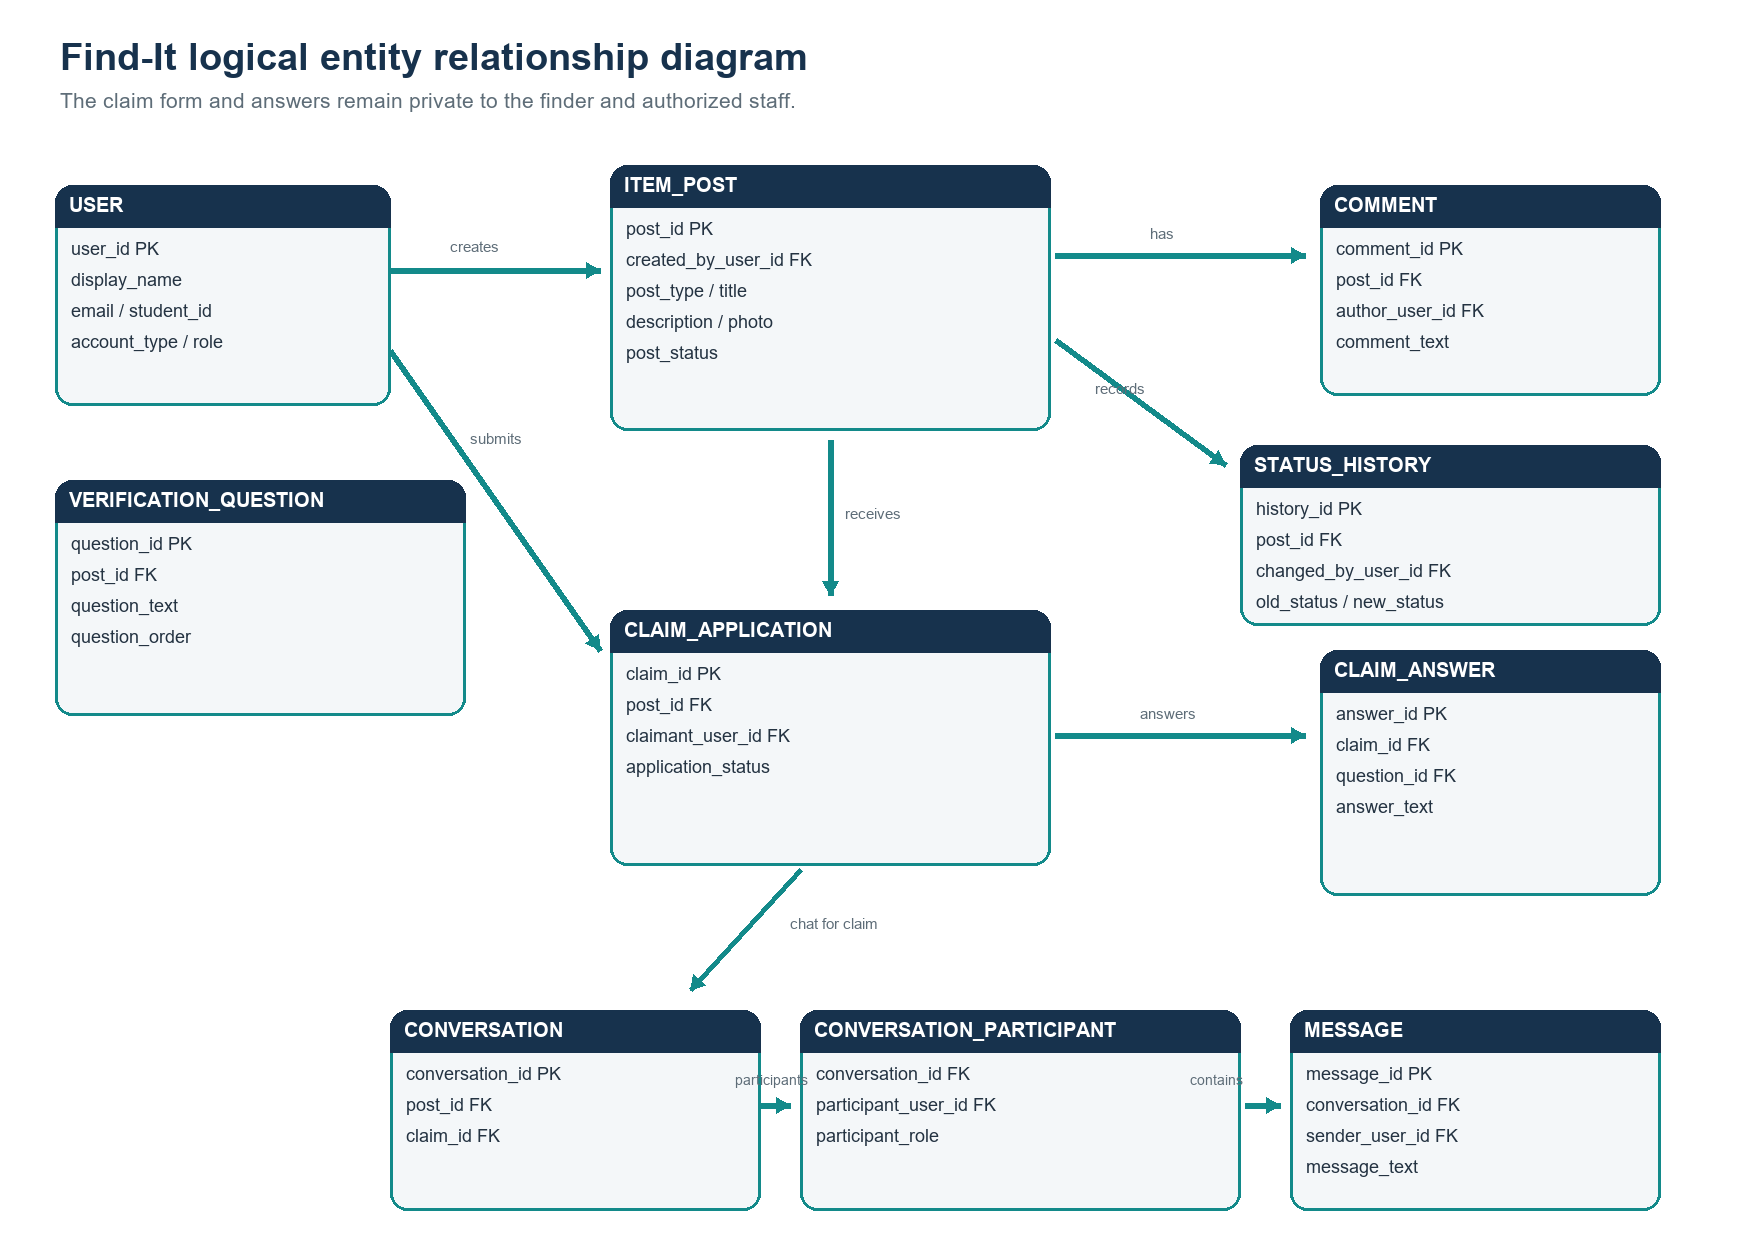 Find-It logical entity relationship diagram
The claim form and answers remain private to the finder and authorized staff.
USER
user_id PK
display_name
email / student_id
account_type / role
creates
ITEM_POST
post_id PK
created_by_user_id FK
post_type / title
description / photo
post_status
has
COMMENT
comment_id PK
post_id FK
author_user_id FK
comment_text
records
submits
VERIFICATION_QUESTION
question_id PK
post_id FK
question_text
question_order
receives
STATUS_HISTORY
history_id PK
post_id FK
changed_by_user_id FK
old_status / new_status
CLAIM_APPLICATION
claim_id PK
post_id FK
claimant_user_id FK
application_status
answers
CLAIM_ANSWER
answer_id PK
claim_id FK
question_id FK
answer_text
chat for claim
CONVERSATION
conversation_id PK
post_id FK
claim_id FK
participants
CONVERSATION_PARTICIPANT
conversation_id FK
participant_user_id FK
participant_role
contains
MESSAGE
message_id PK
conversation_id FK
sender_user_id FK
message_text